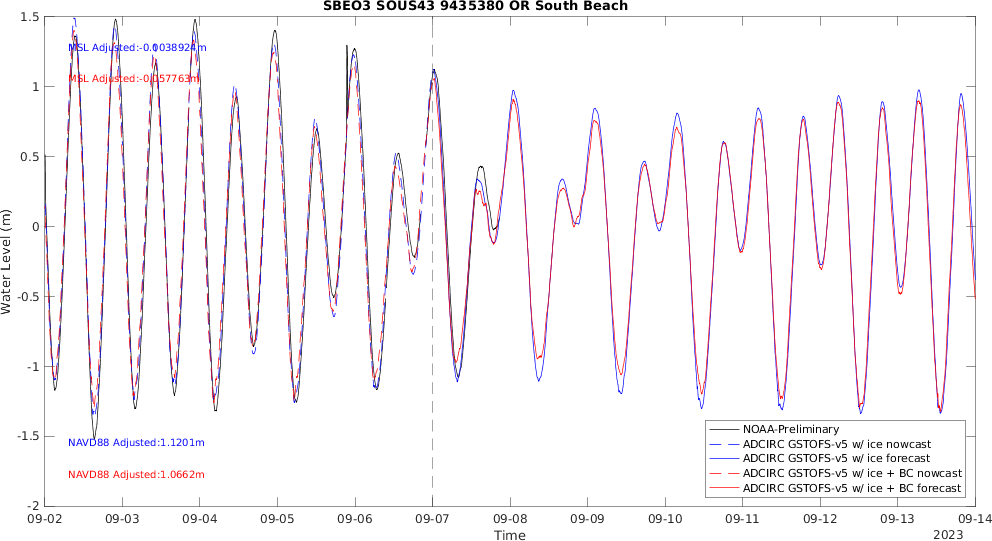 SBEO3 SOUS43 9435380 OR South Beach
1.5
1
0.5
0
-0.5
-1
-1.5
-2
Water Level (m)
MSL Adjusted:-0.0038924m
MSL Adjusted:-0.057763m
NAVD88 Adjusted:1.1201m
NAVD88 Adjusted:1.0662m
NOAA-Preliminary
ADCIRC GSTOFS-v5 w/ ice nowcast
ADCIRC GSTOFS-v5 w/ ice forecast
ADCIRC GSTOFS-v5 w/ ice + BC nowcast
ADCIRC GSTOFS-v5 w/ ice + BC forecast
09-02 09-03 09-04 09-05 09-06 09-07 09-08 09-09 09-10 09-11 09-12 09-13 09-14
Time
2023